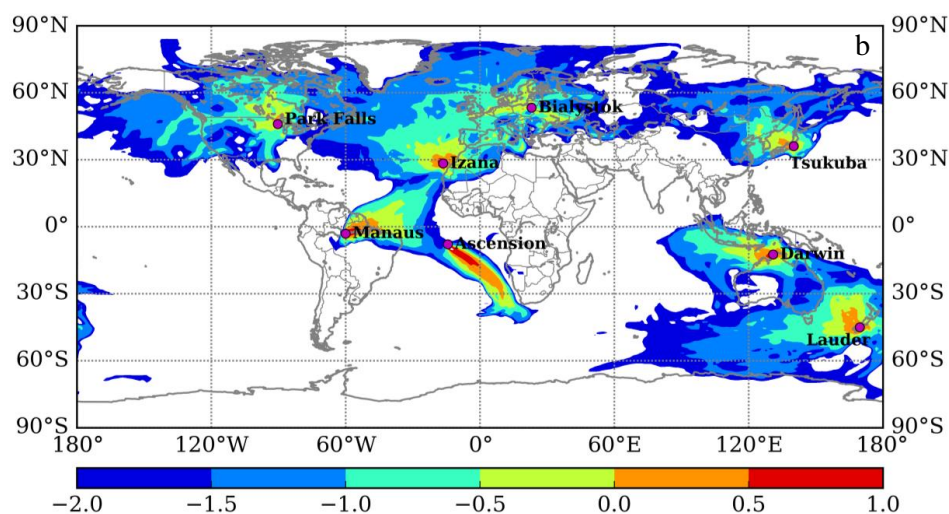 90°N 90°N
b
60°N 60°N
Bialystok
Park Falls
Tsukuba
30°N Izana 30°N
0° 0°
Manaus Ascension
Darwin
30°S 30°S
Lauder
60°S 60°S
90°S 90°S
180° 120°W 60°W 0° 60°E 120°E 180°
−2.0 −1.5 −1.0 −0.5 0.0 0.5 1.0